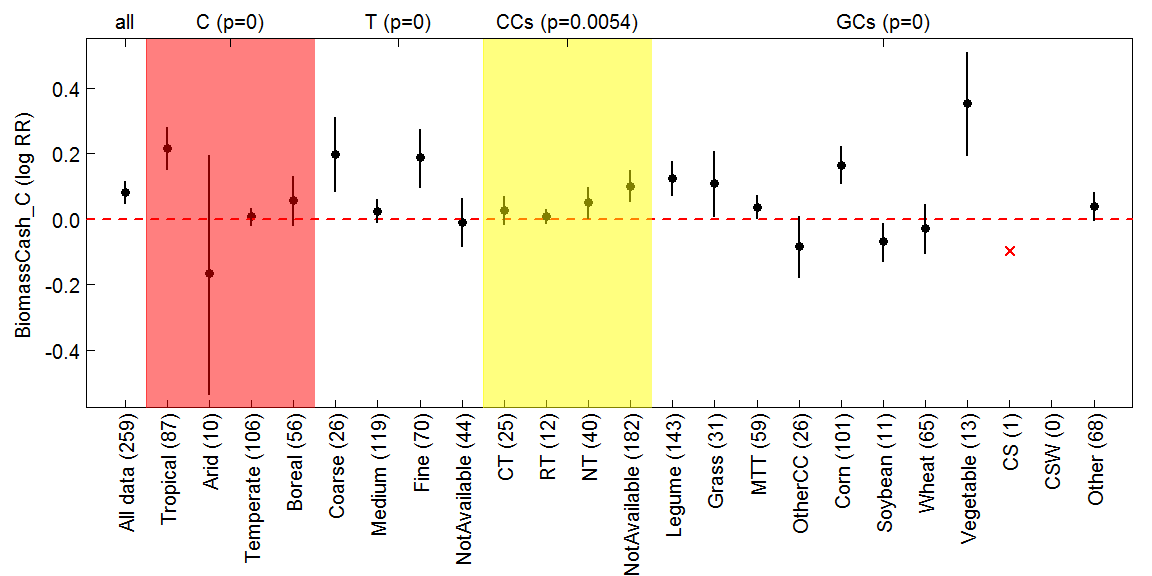 all
C (p=0)
T (p=0)
CCs (p=0.0054)
GCs (p=0)
BiomassCash_C (log RR)
0.4
0.2
0.0
-0.2
-0.4
All data (259)
Tropical (87)
Arid (10)
Temperate (106)
Boreal (56)
Coarse (26)
Medium (119)
Fine (70)
NotAvailable (44)
CT (25)
RT (12)
NT (40)
NotAvailable (182)
Legume (143)
Grass (31)
MTT (59)
OtherCC (26)
Corn (101)
Soybean (11)
Wheat (65)
Vegetable (13)
CS (1)
CSW (0)
Other (68)